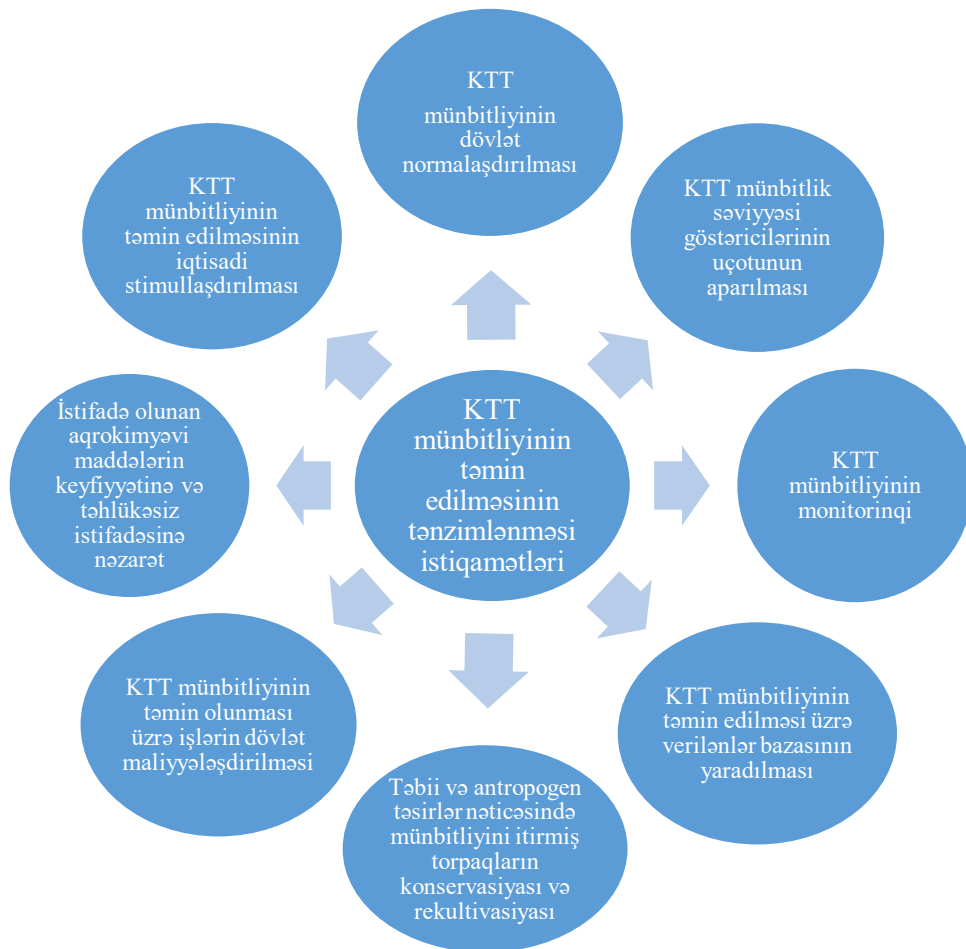 KTT
münbitliyinin
dövlət
normalaşdırılması
KTT münbitlik
səviyyəsi
göstəricilərinin
uçotunun
aparılması
KTT
münbitliyinin
monitorinqi
KTT münbitliyinin
təmin edilməsi üzrə
verilənlər bazasının
yaradılması
Təbii və antropogen
təsirlər nəticəsində
münbitliyini itirmiş
torpaqların
konservasiyası və
rekultivasiyası
KTT münbitliyinin
təmin olunması
üzrə işlərin dövlət
maliyyələşdirilməsi
İstifadə olunan
aqrokimyəvi
maddələrin
keyfiyyətinə və
təhlükəsiz
istifadəsinə
nəzarət
KTT
münbitliyinin
təmin edilməsinin
iqtisadi
stimullaşdırılması
KTT
münbitliyinin
təmin
edilməsinin
tənzimlənməsi
istiqamətləri